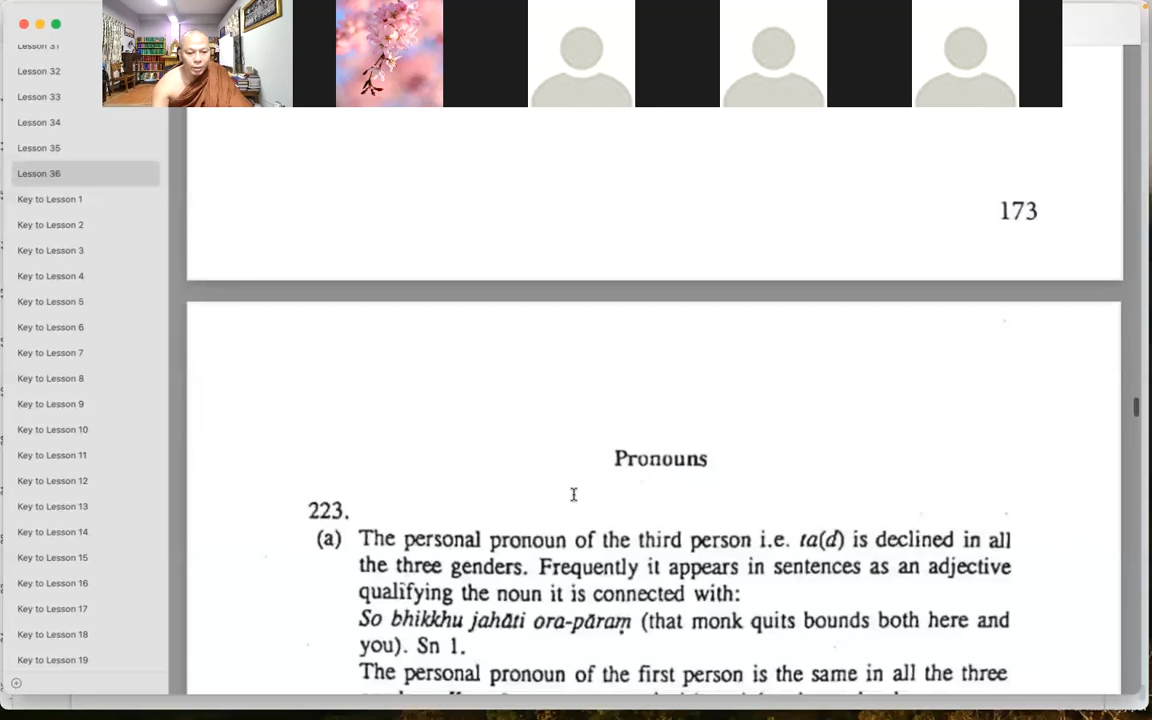 Lesson 31
Lesson 32
Lesson 33
Lesson 34
Lesson 35
Lesson 36
Key to Lesson 1
Key to Lesson 2
Key to Lesson 3
Key to Lesson 4
Key to Lesson 5
Key to Lesson 6
Key to Lesson 7
Key to Lesson 8
Key to Lesson 9
Key to Lesson 10
Key to Lesson 11
Key to Lesson 12
Key to Lesson 13
Key to Lesson 14
Key to Lesson 15
Key to Lesson 16
Key to Lesson 17
Key to Lesson 18
Key to Lesson 19
173
Pronouns
223.
(a) The personal pronoun of the third person i.e. ta(d) is declined in all
the three genders. Frequently it appears in sentences as an adjective
qualifying the noun it is connected with:
So bhikkhu jahāti ora-pāraṃ (that monk quits bounds both here and
you). Sn 1.
The personal pronoun of the first person is the same in all the three